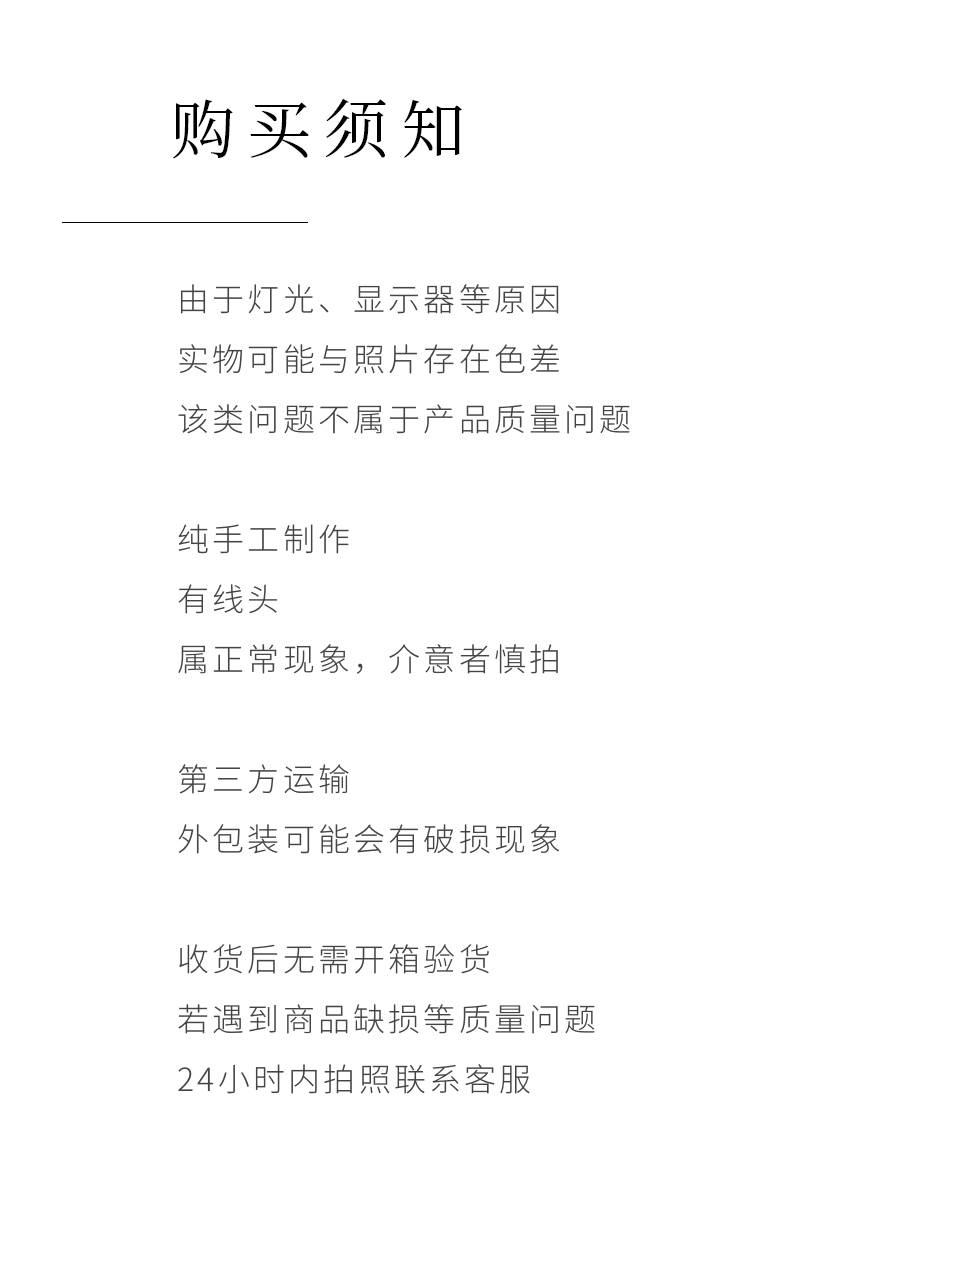 购买须知
由于灯光、显示器等原因
实物可能与照片存在色差
该类问题不属于产品质量问题
纯手工制作
有线头
属正常现象，介意者慎拍
第三方运输
外包装可能会有破损现象
收货后无需开箱验货
若遇到商品缺损等质量问题
24小时内拍照联系客服